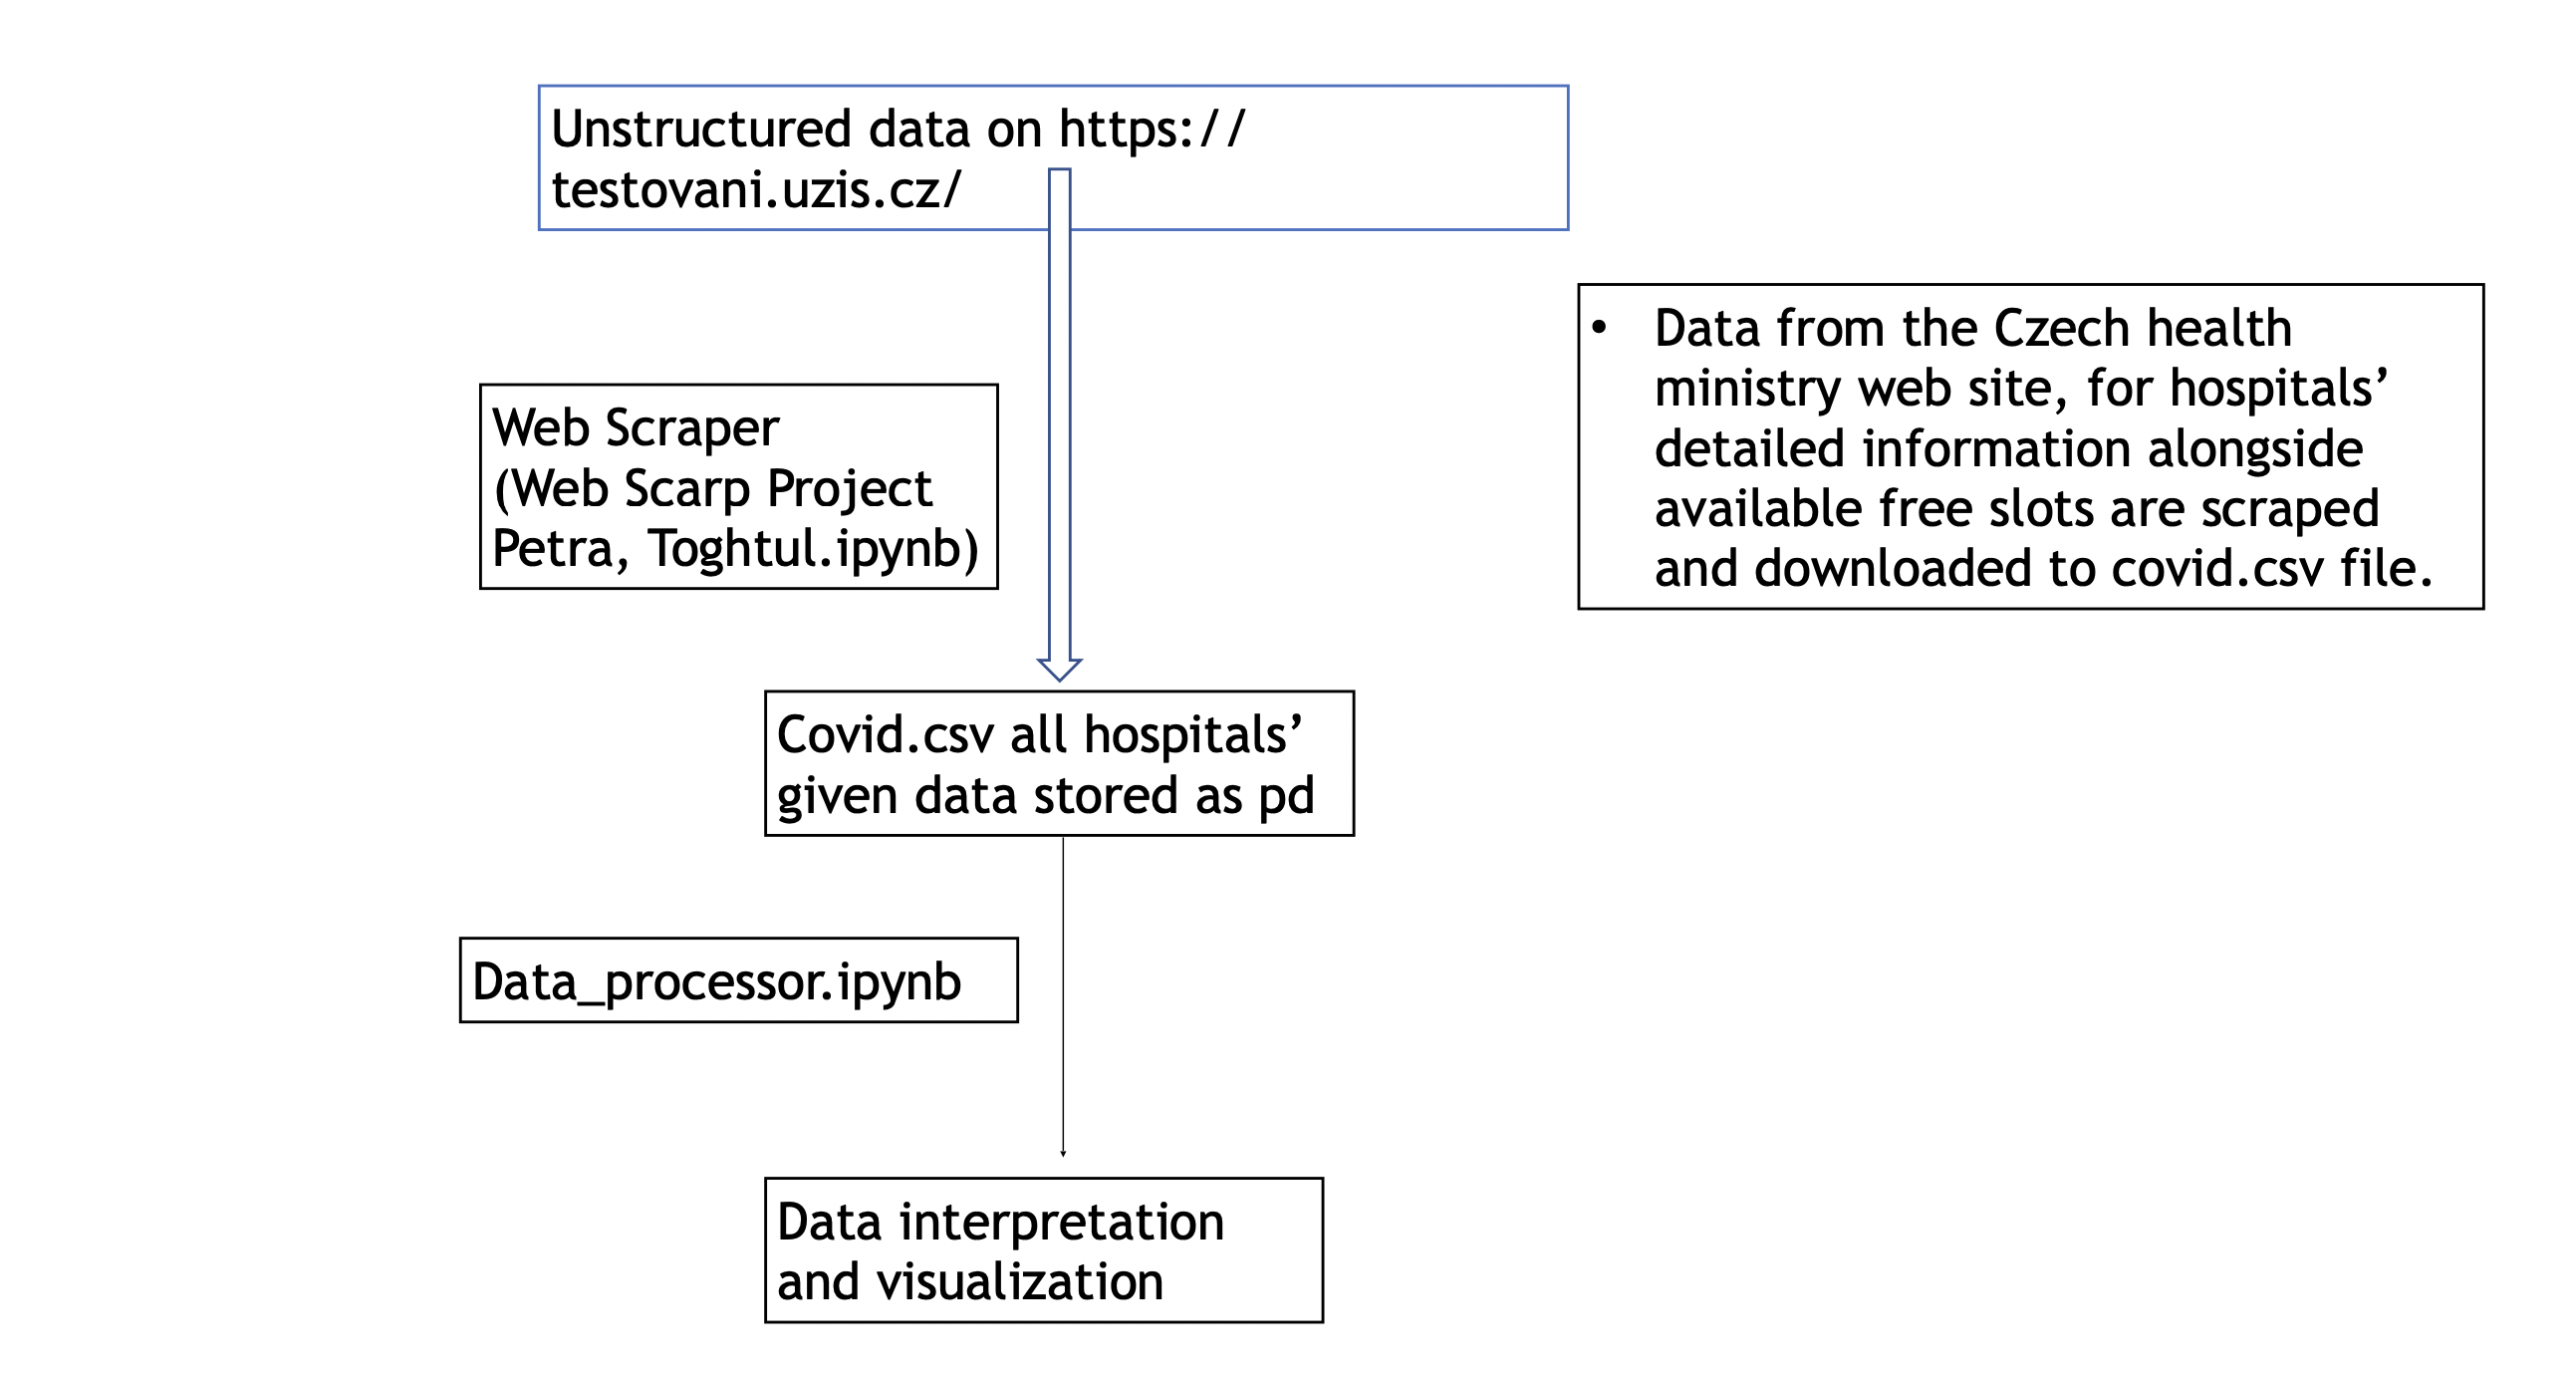 Unstructured data on https://
testovani.uzis.cz/
• Data from the Czech health
ministry web site, for hospitals’
detailed information alongside
available free slots are scraped
and downloaded to covid.csv file.
Web Scraper
(Web Scarp Project
Petra, Toghtul.ipynb)
Covid.csv all hospitals’
given data stored as pd
Data_processor.ipynb
Data interpretation
and visualization